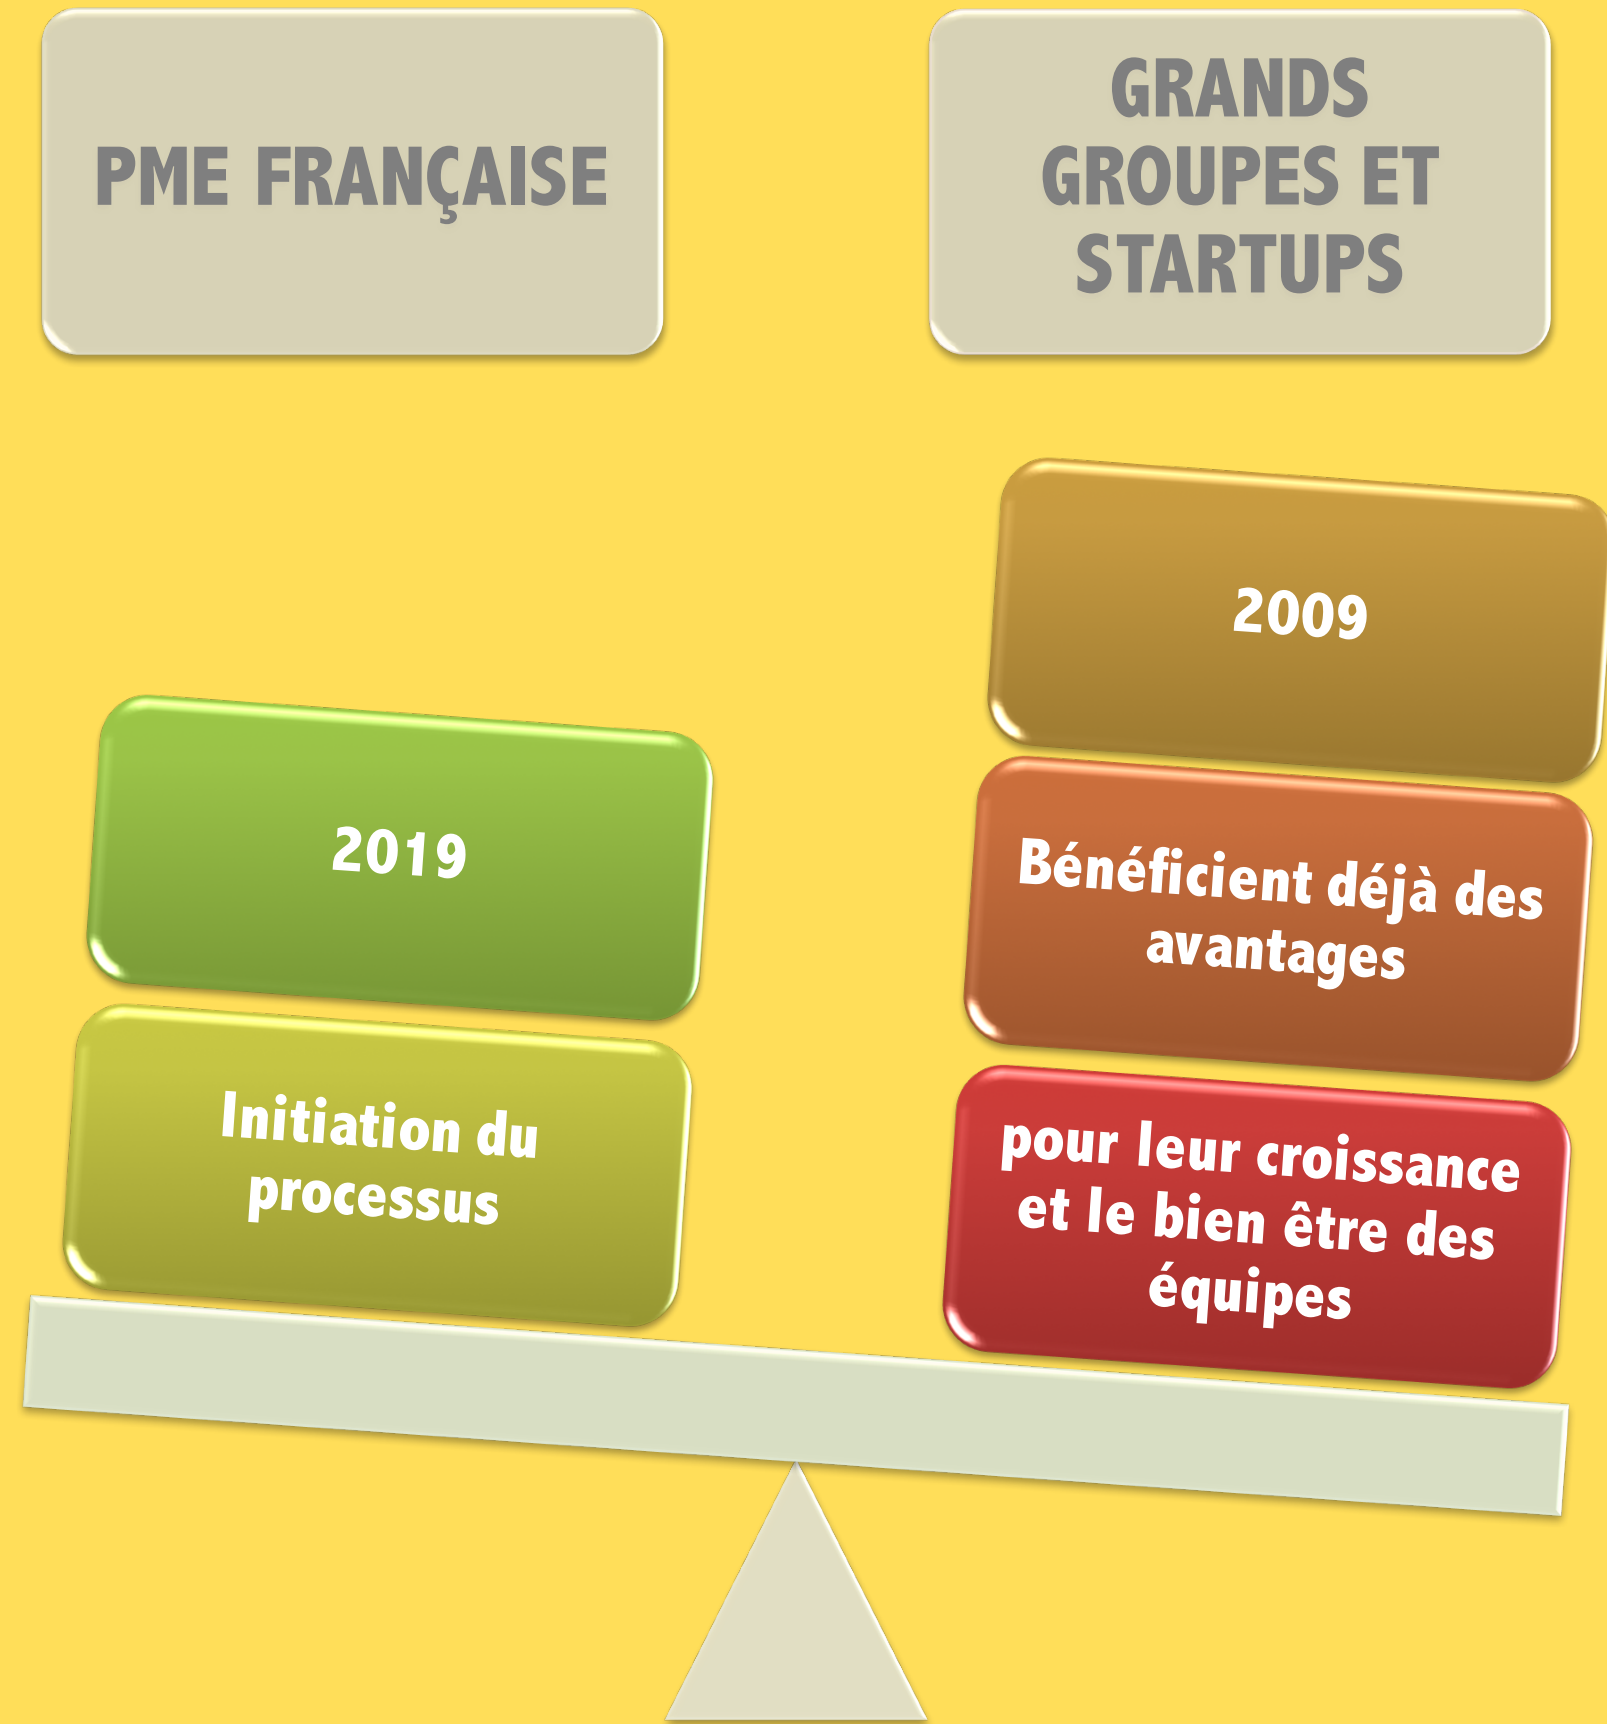 PME FRANÇAISE
GRANDS
GROUPES ET
STARTUPS
2019
Initiation du
processus
2009
Bénéficient déjà des
avantages
pour leur croissance
et le bien être des
équipes